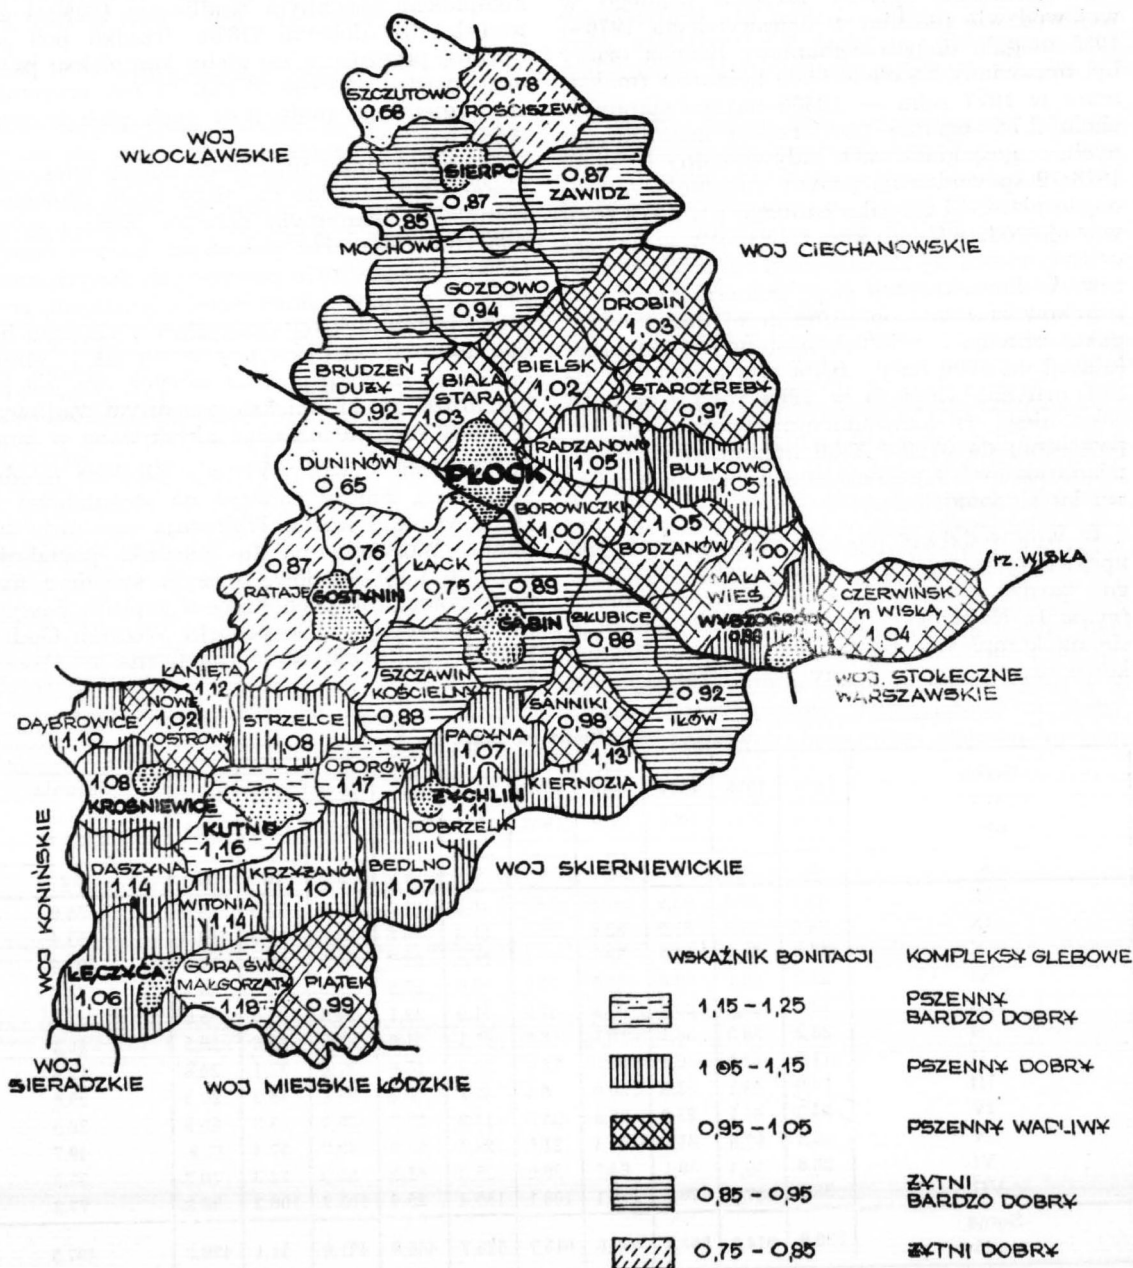 SZCZUTOWO
0,68
0,78
ROŚCISZEWO
WOJ
WŁOCŁAWSKIE
SIERPC
0,87
0,87
ZAWIDZ
0,85
MOCHOWO
WOJ CIECHANOWSKIE
GOZDOWO
0,94
DROBIN
1,03
BRUDZEŃ
DUŻY
0,92
BIAŁA
STARA
1,03
BIELSK
1,02
STAROŹREBY
0,97
DUNINÓW
0,65
PŁOCK
RADZANOWO
1,05
BULKOWO
1,05
BOROWICZKI
1,00
1,05
BODZANÓW
1,00
MAŁA
WIEŚ
rz. WISŁA
CZERWIŃSK
n WISŁĄ
1,04
WYSZOGRÓD
0,86
0,87
RATAJE
0,76
GOSTYNIN
ŁĄCK
0,75
0,89
GĄBIN
SŁUBICE
0,88
WOJ. STOŁECZNE
WARSZAWSKIE
ŁANIĘTA
1,12
SZCZAWIN
KOŚCIELNY
0,88
SANNIKI
0,98
0,92
IŁÓW
DĄBROWICE
1,10
NOWE
1,02
OSTROWY
STRZELCE
1,08
PACYNA
1,07
1,13
KIERNOZIA
OPORÓW
1,17
1,08
KROŚNIEWICE
KUTNO
1,16
ŻYCHLIN
1,11
DOBRZELIN
WOJ KONIŃSKIE
DASZYNA
1,14
KRZYŻANÓW
1,10
BEDLNO
1,07
WOJ SKIERNIEWICKIE
WITONIA
1,14
ŁĘCZYCA
1,06
GÓRA ŚW.
MAŁGORZATY
1,18
PIĄTEK
0,99
WOJ.
SIERADZKIE
WOJ MIEJSKIE ŁÓDZKIE
WSKAŹNIK BONITACJI KOMPLEKSY GLEBOWE
1,15 – 1,25 PSZENNY
BARDZO DOBRY
1 05 – 1,15 PSZENNY DOBRY
0,95 – 1,05 PSZENNY WADLIWY
0,85 – 0,95 ŻYTNI
BARDZO DOBRY
0,75 – 0,85 ŻYTNI DOBRY